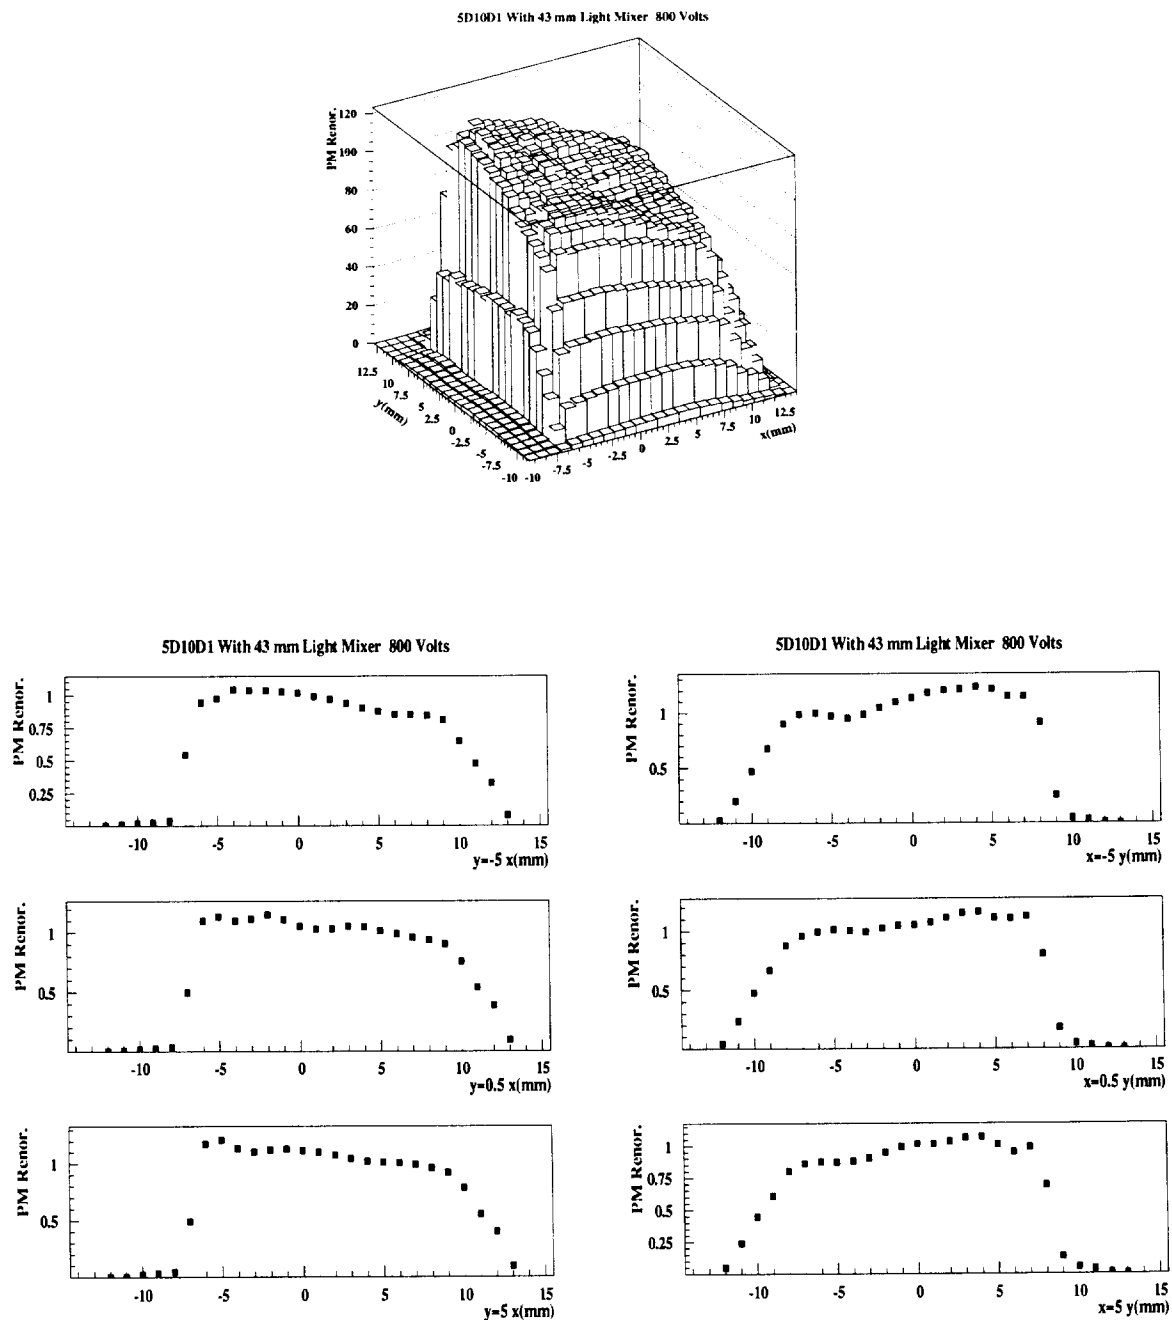 5D10D1 With 43 mm Light Mixer 800 Volts
PM Renor.
120
100
80
60
40
20
0
12.5
10
7.5
5
2.5
0
-2.5
-5
-7.5
-10
y(mm)
-10
-7.5
-5
-2.5
0
2.5
5
7.5
10
12.5
x(mm)
5D10D1 With 43 mm Light Mixer 800 Volts
PM Renor.
1
0.75
0.5
0.25
-10 -5 0 5 10 15
y=-5 x(mm)
PM Renor.
1
0.5
-10 -5 0 5 10 15
y=0.5 x(mm)
PM Renor.
1
0.5
-10 -5 0 5 10 15
y=5 x(mm)
5D10D1 With 43 mm Light Mixer 800 Volts
PM Renor.
1
0.5
-10 -5 0 5 10 15
x=-5 y(mm)
PM Renor.
1
0.5
-10 -5 0 5 10 15
x=0.5 y(mm)
PM Renor.
1
0.75
0.5
0.25
-10 -5 0 5 10 15
x=5 y(mm)